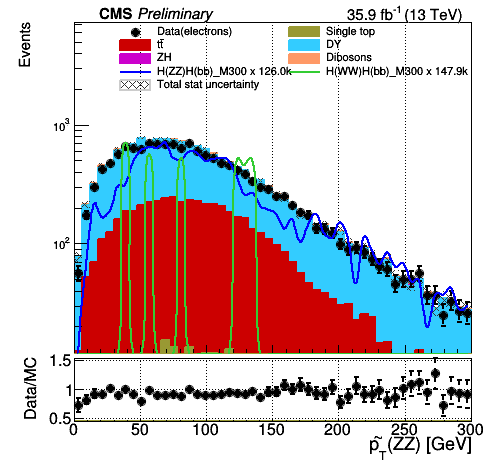 CMS Preliminary 35.9 fb⁻¹ (13 TeV)
Events
Data(electrons) Single top
tt̄ DY
ZH Dibosons
H(ZZ)H(bb)_M300 x 126.0k H(WW)H(bb)_M300 x 147.9k
Total stat uncertainty
10³
10²
Data/MC
1.5
1
0.5
0 50 100 150 200 250 300
p̃_T(ZZ) [GeV]